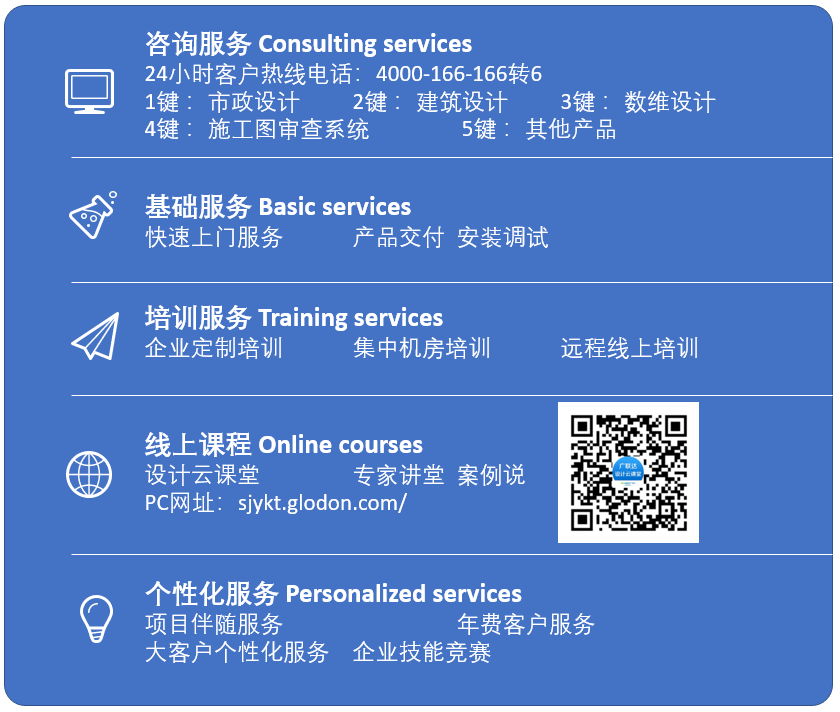 咨询服务 Consulting services
24小时客户热线电话：4000-166-166转6
1键： 市政设计 2键： 建筑设计 3键： 数维设计
4键： 施工图审查系统 5键： 其他产品
基础服务 Basic services
快速上门服务 产品交付 安装调试
培训服务 Training services
企业定制培训 集中机房培训 远程线上培训
线上课程 Online courses
设计云课堂 专家讲堂 案例说
PC网址：sjykt.glodon.com/
广联达
设计云课堂
个性化服务 Personalized services
项目伴随服务 年费客户服务
大客户个性化服务 企业技能竞赛